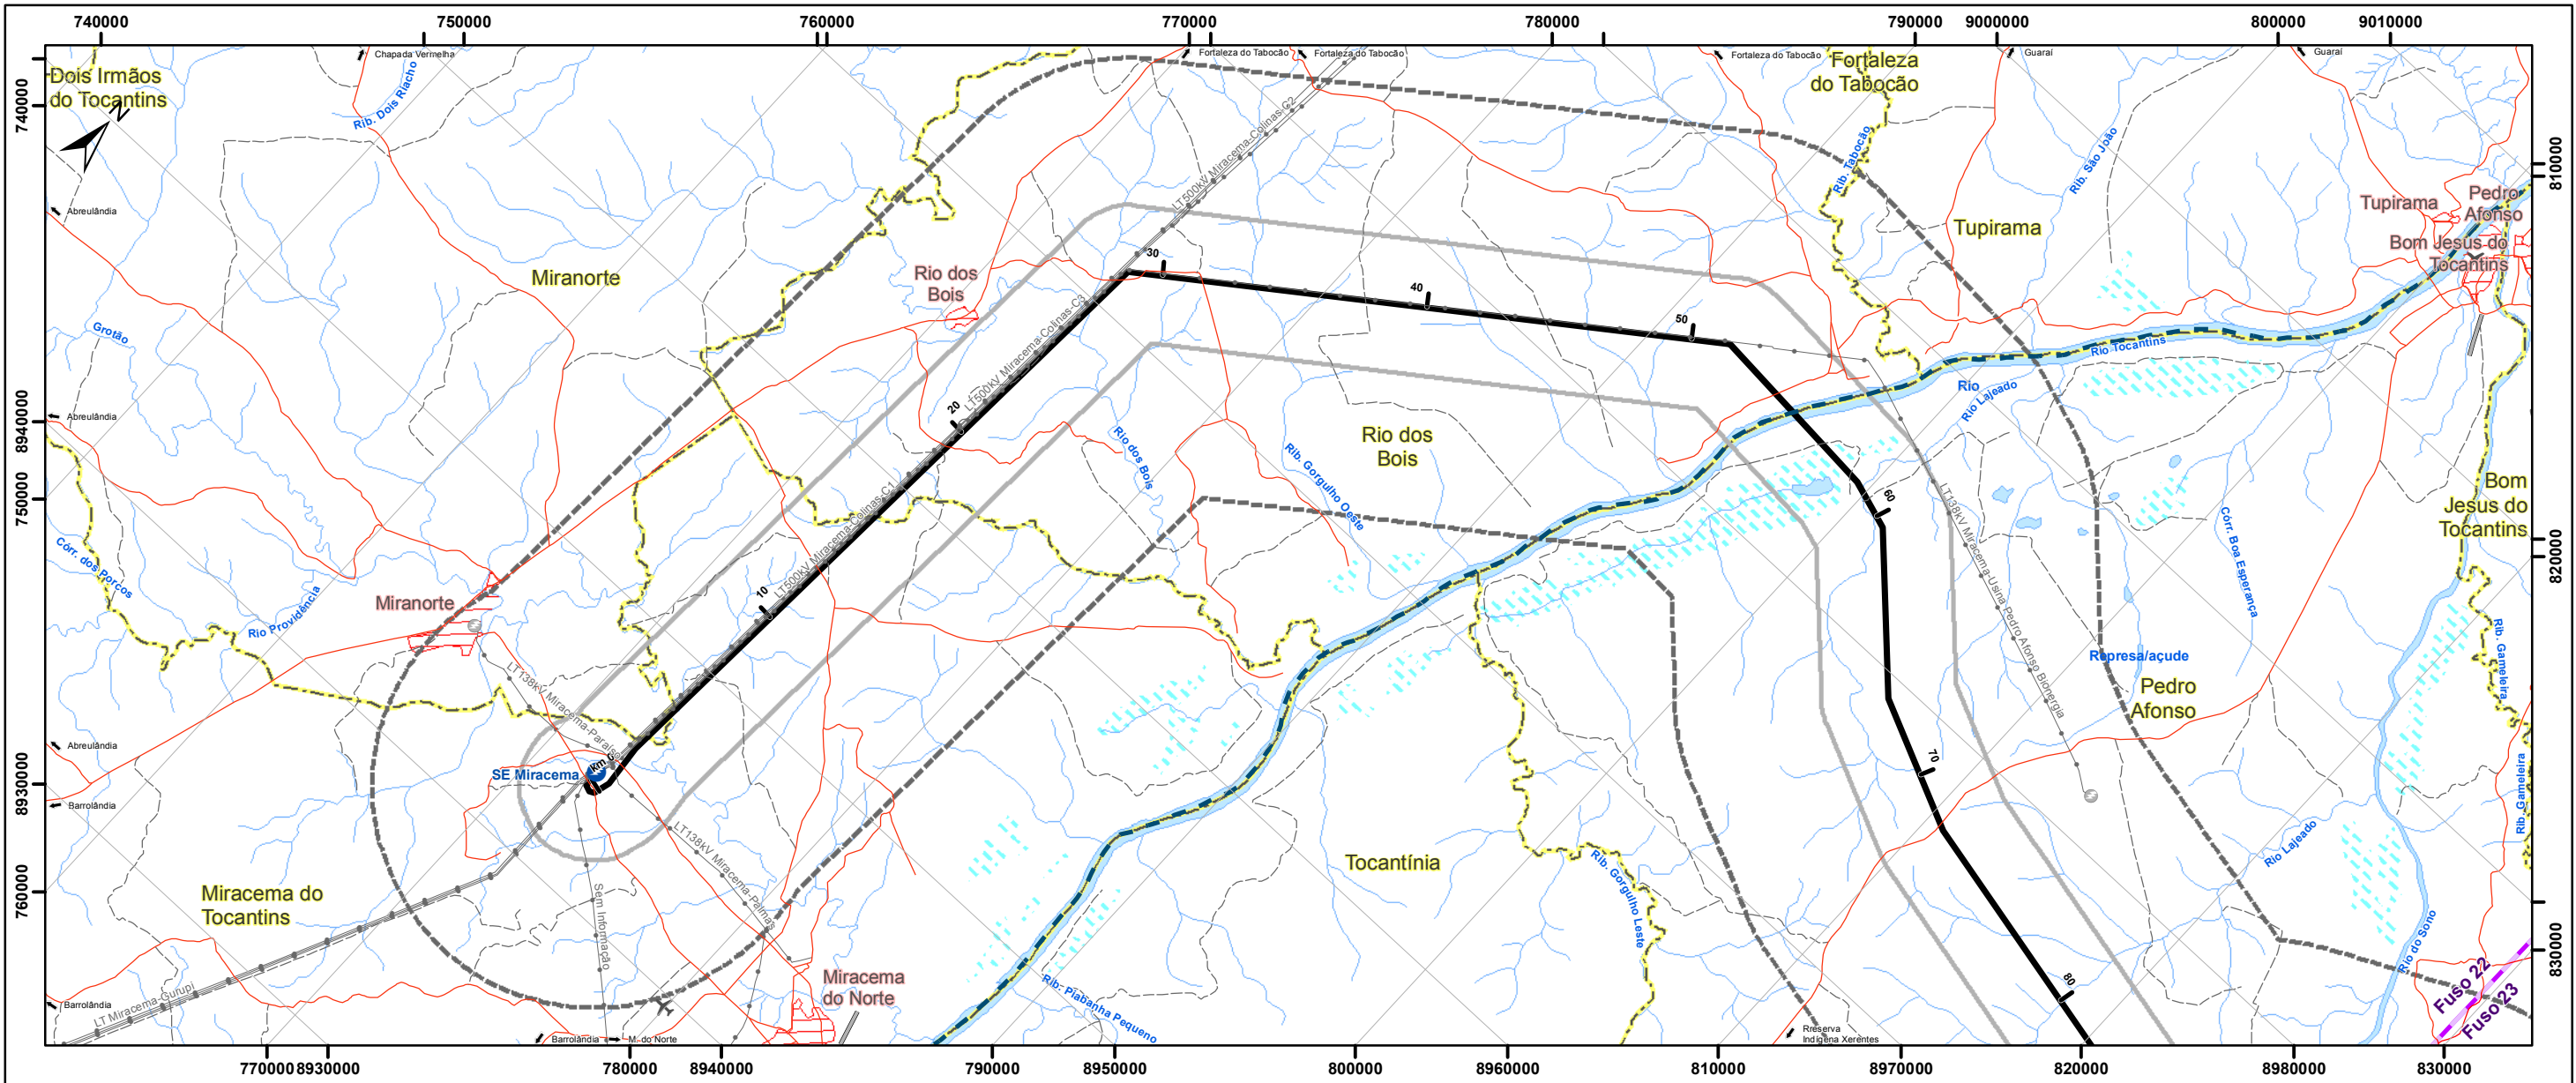 740000
750000
760000
770000
780000
790000
9000000
800000
9010000
Chapada Vermelha
Fortaleza do Tabocão
Fortaleza do Tabocão
Fortaleza do Tabocão
Guaraí
Guaraí
Dois Irmãos
do Tocantins
N
Rib. Dois Riacho
Fortaleza
do Tabocão
740000
810000
LT500kV Miracema-Colinas-C2
Rib. Tabocão
Rib. São João
Abreulândia
Tupirama
Pedro
Afonso
Tupirama
Bom Jesus do
Tocantins
Miranorte
Rio dos
Bois
30
40
50
Grotão
LT500kV Miracema-Colinas-C3
Rio Tocantins
Rio
Rio Lajeado
20
Abreulândia
8940000
7500000
Rio dos
Bois
Rio dos Bois
Rib. Gorgulho Oeste
LT500kV Miracema-Colinas-C1
60
LT138kV Miracema-Usina Pedro Afonso Bionergia
Bom
Jesus do
Tocantins
Córr. Boa Esperança
820000
Córr. dos Porcos
Rio Providência
Miranorte
10
Rib. Gameleira
Represa/açude
Pedro
Afonso
LT138kV Miracema-Paraíso
Km 0
SE Miracema
70
Abreulândia
Barrolândia
8930000
Rib. Gameleira
LT138kV Miracema-Palmas
Rio Lajeado
Tocantínia
Rib. Gorgulho Leste
760000
Miracema do
Tocantins
Sem Informação
Rio do Sono
830000
Miracema
do Norte
80
Fuso 22
Fuso 23
LT Miracema-Gurupi
Barrolândia
Rib. Piabanha Pequeno
Barrolândia
M. do Norte
Rreserva
Indígena Xerentes
770000
8930000
780000
8940000
790000
8950000
800000
8960000
810000
8970000
820000
8980000
830000